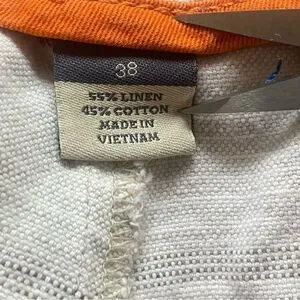 38
55% LINEN
45% COTTON
MADE IN
VIETNAM